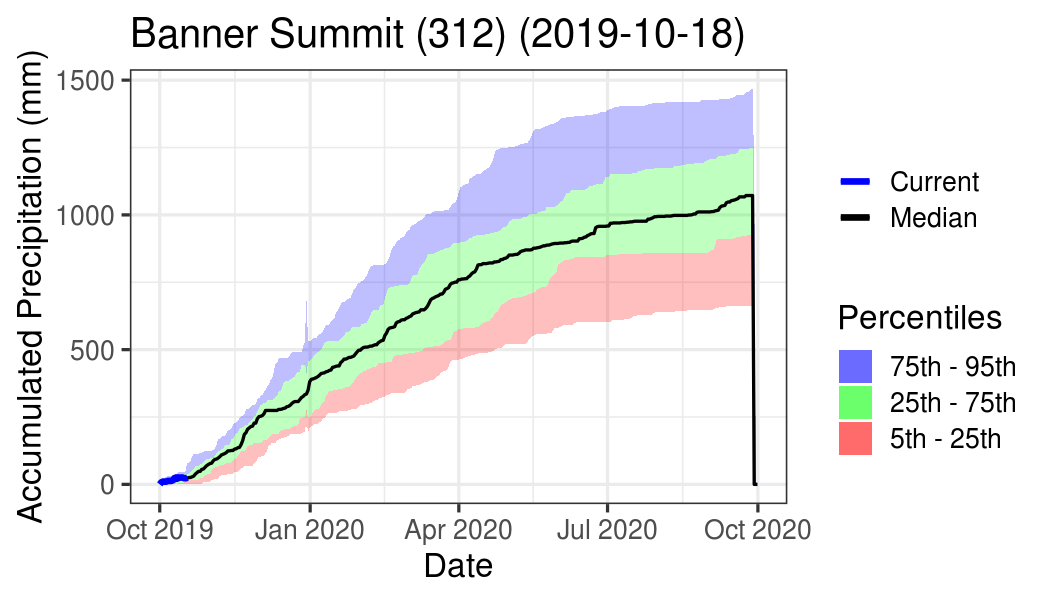 Banner Summit (312) (2019-10-18)
Accumulated Precipitation (mm)
1500
1000
500
0
Oct 2019
Jan 2020
Apr 2020
Jul 2020
Oct 2020
Date
Current
Median
Percentiles
75th - 95th
25th - 75th
5th - 25th